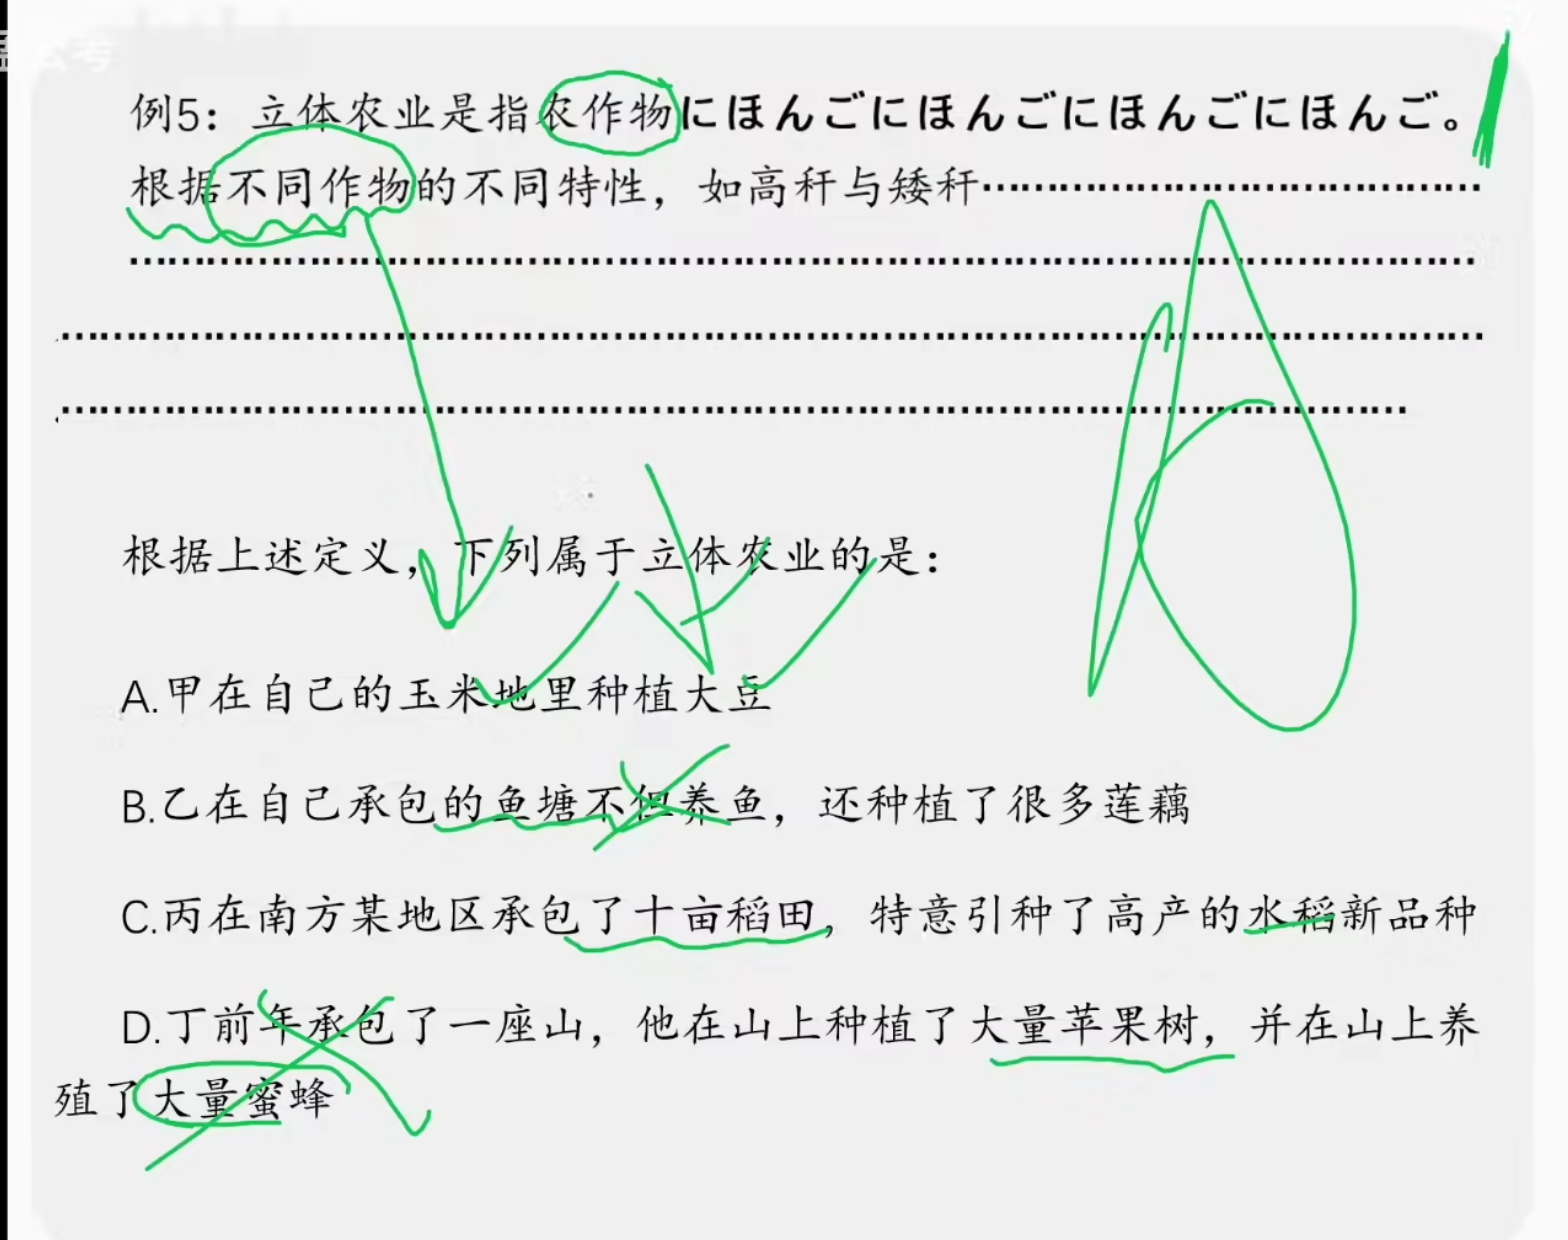 公考
例5：立体农业是指农作物にほんごにほんごにほんごにほんご。
根据不同作物的不同特性，如高秆与矮秆
根据上述定义，下列属于立体农业的是：
A.甲在自己的玉米地里种植大豆
B.乙在自己承包的鱼塘不但养鱼，还种植了很多莲藕
C.丙在南方某地区承包了十亩稻田，特意引种了高产的水稻新品种
D.丁前年承包了一座山，他在山上种植了大量苹果树，并在山上养
殖了大量蜜蜂